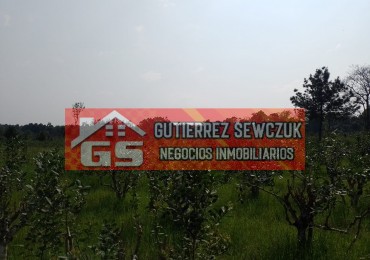 GS
GUTIERREZ SEWCZUK
NEGOCIOS INMOBILIARIOS